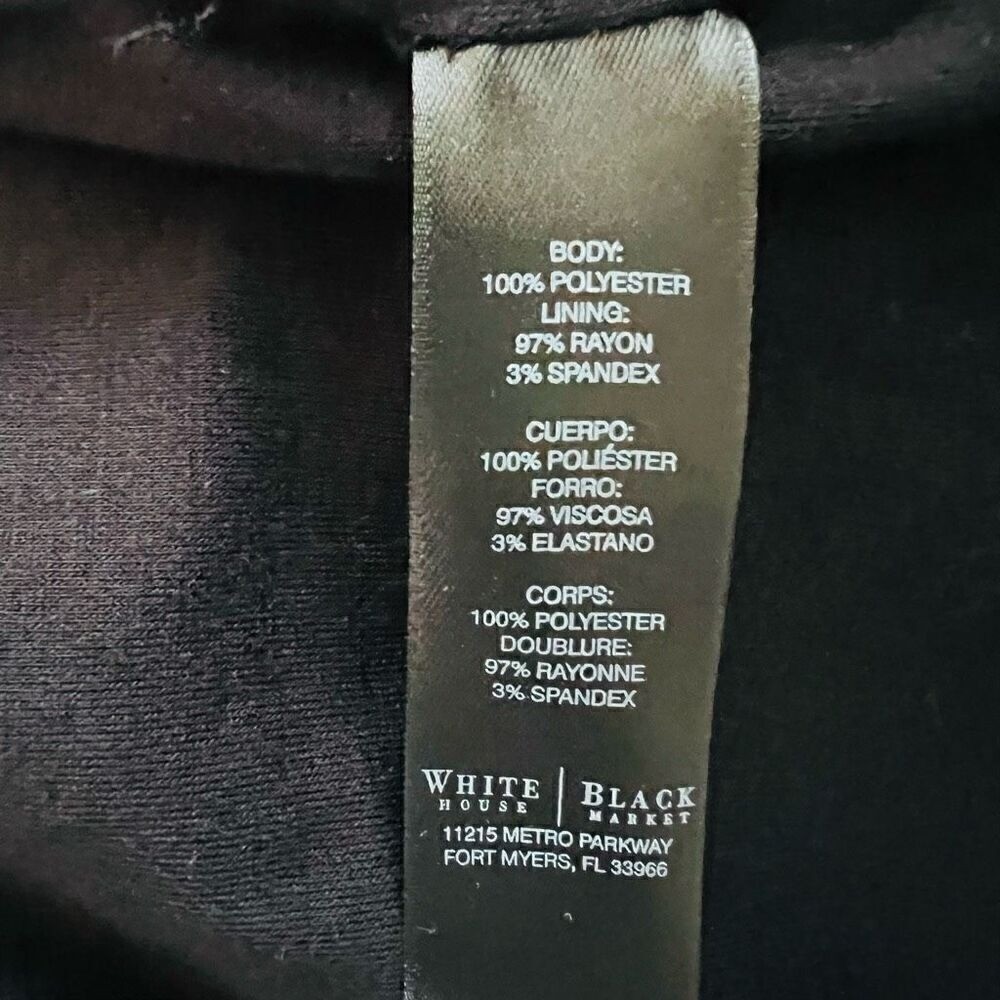 BODY:
100% POLYESTER
LINING:
97% RAYON
3% SPANDEX
CUERPO:
100% POLIÉSTER
FORRO:
97% VISCOSA
3% ELASTANO
CORPS:
100% POLYESTER
DOUBLURE:
97% RAYONNE
3% SPANDEX
WHITE | BLACK
HOUSE MARKET
11215 METRO PARKWAY
FORT MYERS, FL 33966